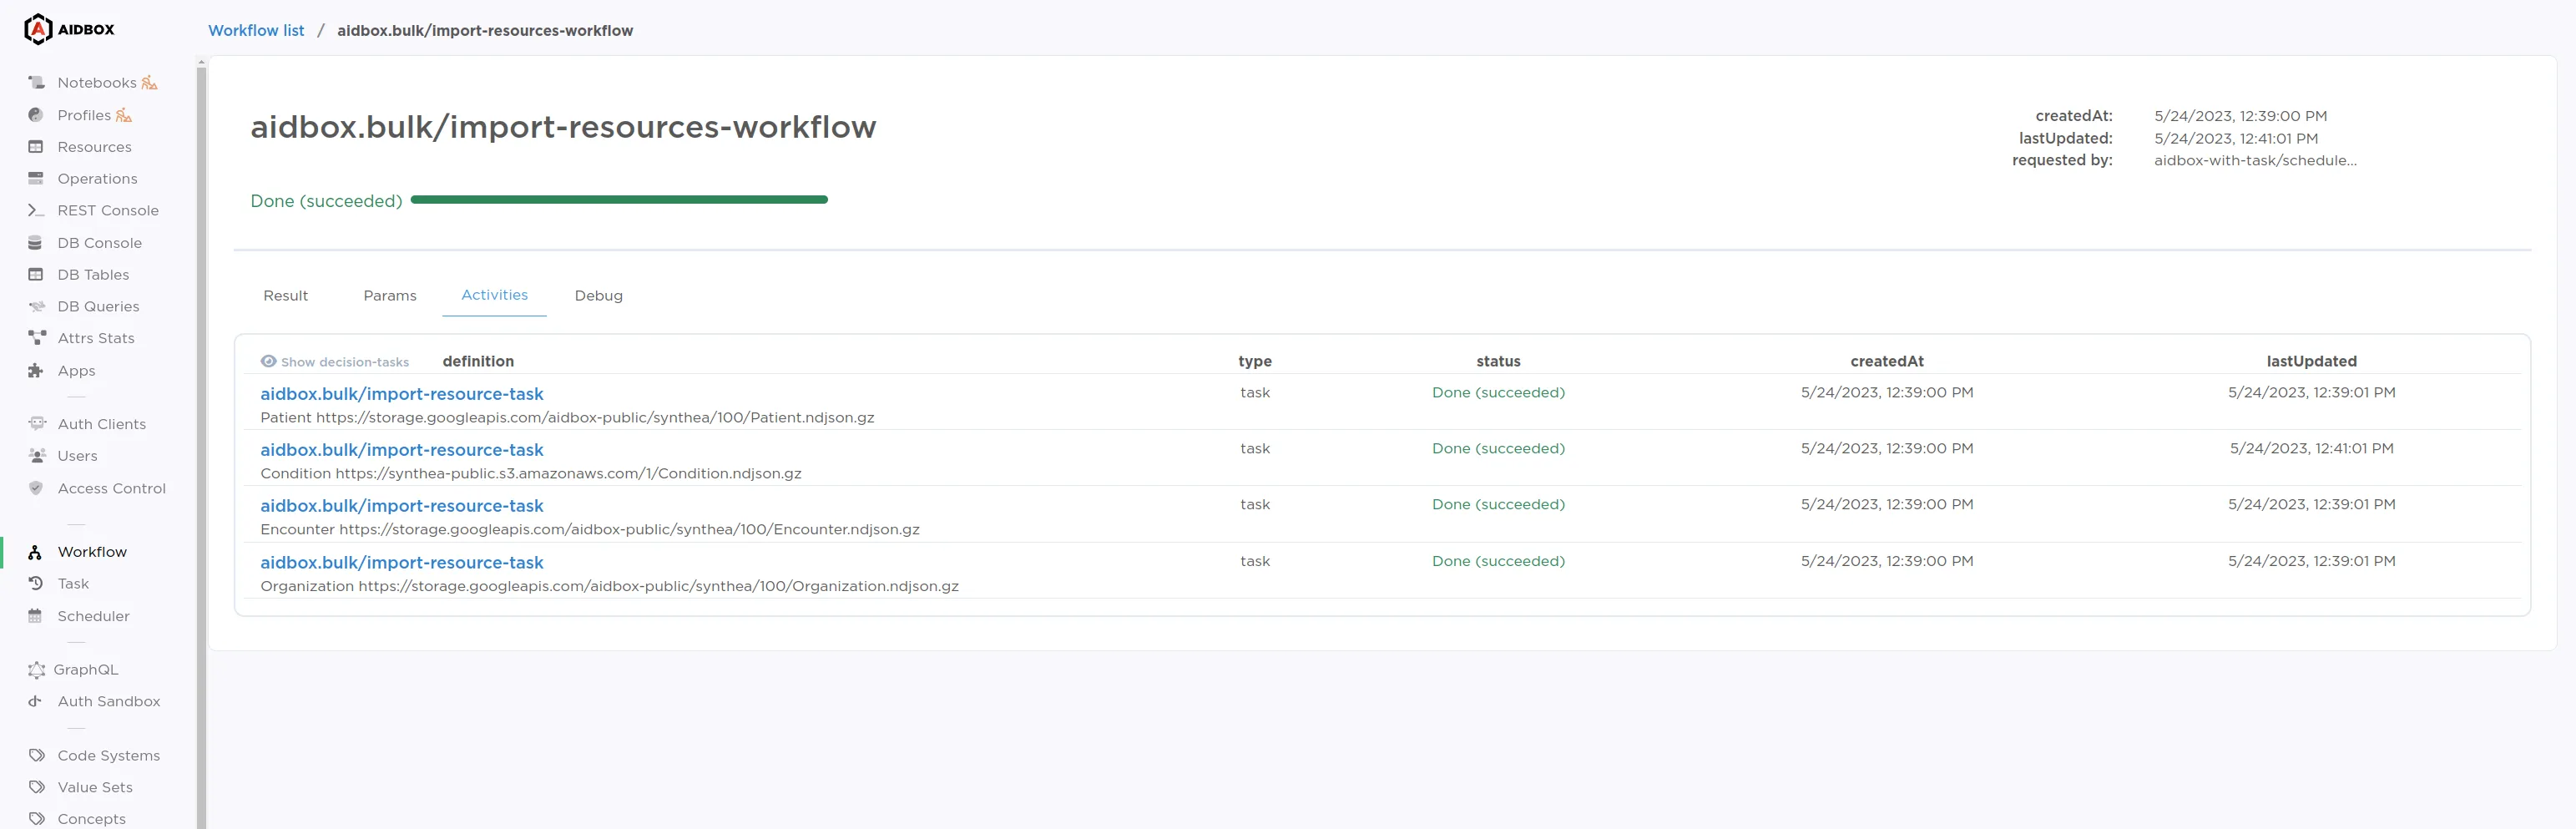 AIDBOX
Workflow list / aidbox.bulk/import-resources-workflow
Notebooks
Profiles
Resources
Operations
REST Console
DB Console
DB Tables
DB Queries
Attrs Stats
Apps
Auth Clients
Users
Access Control
Workflow
Task
Scheduler
GraphQL
Auth Sandbox
Code Systems
Value Sets
Concepts
aidbox.bulk/import-resources-workflow
createdAt: 5/24/2023, 12:39:00 PM
lastUpdated: 5/24/2023, 12:41:01 PM
requested by: aidbox-with-task/schedule...
Done (succeeded)
Result Params Activities Debug
Show decision-tasks definition type status createdAt lastUpdated
aidbox.bulk/import-resource-task task Done (succeeded) 5/24/2023, 12:39:00 PM 5/24/2023, 12:39:01 PM
Patient https://storage.googleapis.com/aidbox-public/synthea/100/Patient.ndjson.gz
aidbox.bulk/import-resource-task task Done (succeeded) 5/24/2023, 12:39:00 PM 5/24/2023, 12:41:01 PM
Condition https://synthea-public.s3.amazonaws.com/1/Condition.ndjson.gz
aidbox.bulk/import-resource-task task Done (succeeded) 5/24/2023, 12:39:00 PM 5/24/2023, 12:39:01 PM
Encounter https://storage.googleapis.com/aidbox-public/synthea/100/Encounter.ndjson.gz
aidbox.bulk/import-resource-task task Done (succeeded) 5/24/2023, 12:39:00 PM 5/24/2023, 12:39:01 PM
Organization https://storage.googleapis.com/aidbox-public/synthea/100/Organization.ndjson.gz